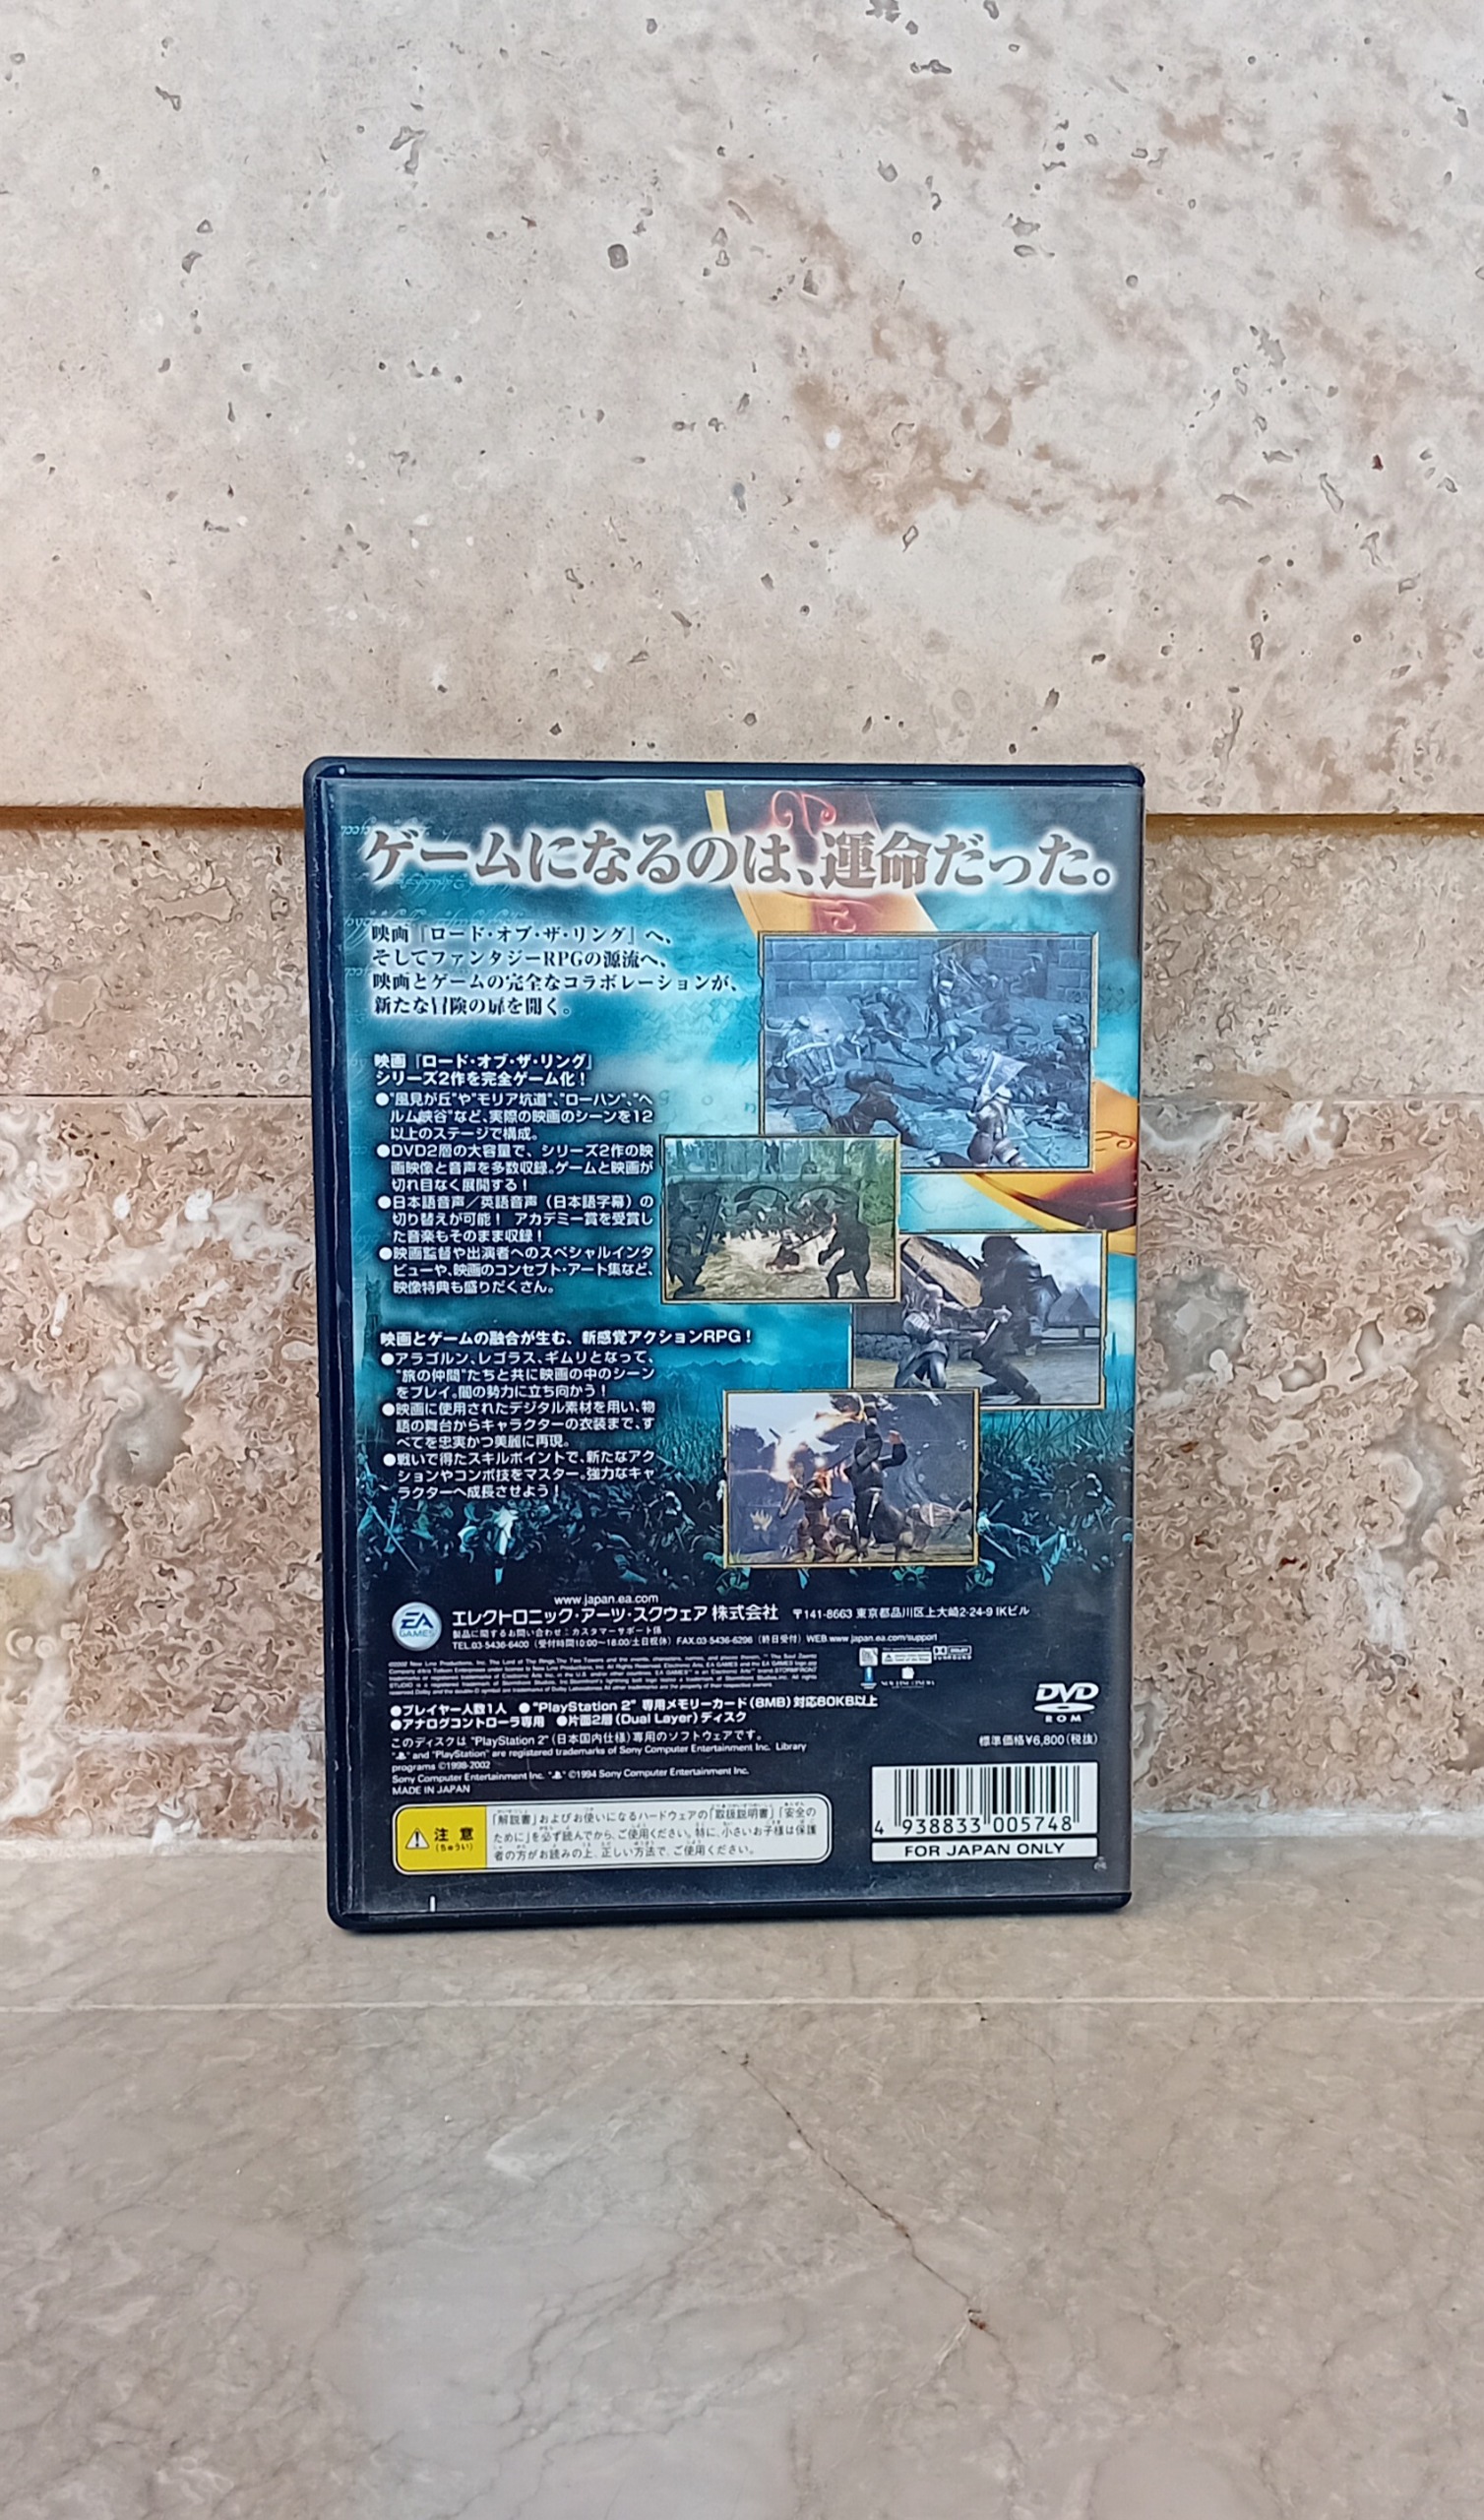 ゲームになるのは、運命だった。
映画『ロード・オブ・ザ・リング』へ、
そしてファンタジーRPGの源流へ、
映画とゲームの完全なコラボレーションが、
新たな冒険の扉を開く。
映画『ロード・オブ・ザ・リング』
シリーズ2作を完全ゲーム化！
●"風見が丘"や"モリア坑道"、"ローハン"、"ヘ
ルム峡谷"など、実際の映画のシーンを12
以上のステージで構成。
●DVD2層の大容量で、シリーズ2作の映
画映像と音声を多数収録。ゲームと映画が
切れ目なく展開する！
●日本語音声／英語音声（日本語字幕）の
切り替えが可能！ アカデミー賞を受賞し
た音楽もそのまま収録！
●映画監督や出演者へのスペシャルインタ
ビューや、映画のコンセプト・アート集など、
映像特典も盛りだくさん。
映画とゲームの融合が生む、新感覚アクションRPG！
●アラゴルン、レゴラス、ギムリとなって、
"旅の仲間"たちと共に映画の中のシーン
をプレイ。闇の勢力に立ち向かう！
●映画に使用されたデジタル素材を用い、物
語の舞台からキャラクターの衣装まで、す
べてを忠実かつ美麗に再現。
●戦いで得たスキルポイントで、新たなアク
ションやコンボ技をマスター。強力なキャ
ラクターへ成長させよう！
www.japan.ea.com
EA GAMES
エレクトロニック・アーツ・スクウェア 株式会社 〒141-8663 東京都品川区上大崎2-24-9 IKビル
製品に関するお問い合わせ：カスタマーサポート係
TEL.03-5436-6400（受付時間10:00〜18:00/土日祝休）FAX.03-5436-6296（終日受付）WEB.www.japan.ea.com/support
NEW LINE CINEMA
●プレイヤー人数1人 ●"PlayStation 2" 専用メモリーカード（8MB）対応80KB以上
●アナログコントローラ専用 ●片面2層（Dual Layer）ディスク
DVD
ROM
このディスクは "PlayStation 2"（日本国内仕様）専用のソフトウェアです。
標準価格¥6,800（税抜）
" " and "PlayStation" are registered trademarks of Sony Computer Entertainment Inc. Library
programs ©1998-2002
Sony Computer Entertainment Inc. " " ©1994 Sony Computer Entertainment Inc.
MADE IN JAPAN
注意
（ちゅうい）
「解説書」およびお使いになるハードウェアの「取扱説明書」「安全の
ために」を必ず読んでから、ご使用ください。特に、小さいお子様は保護
者の方がお読みの上、正しい方法で、ご使用ください。
4 938833 005748
FOR JAPAN ONLY